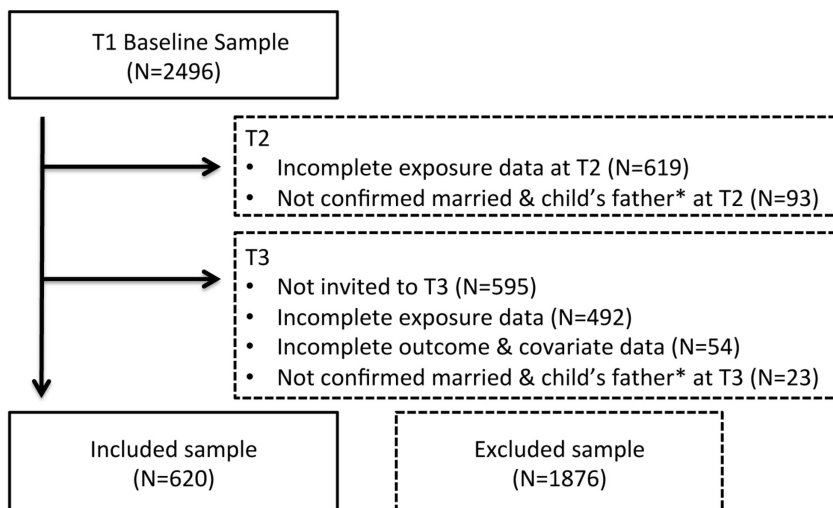 T1 Baseline Sample
(N=2496)
T2
• Incomplete exposure data at T2 (N=619)
• Not confirmed married & child's father* at T2 (N=93)
T3
• Not invited to T3 (N=595)
• Incomplete exposure data (N=492)
• Incomplete outcome & covariate data (N=54)
• Not confirmed married & child's father* at T3 (N=23)
Included sample
(N=620)
Excluded sample
(N=1876)